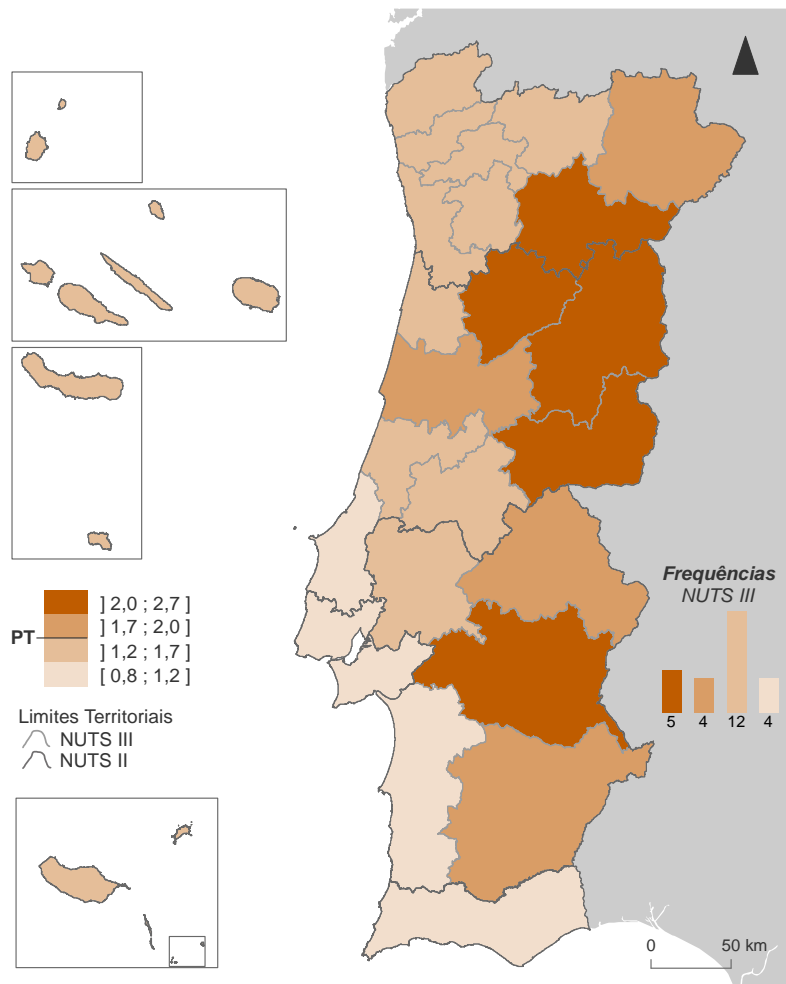 ] 2,0 ; 2,7 ]
] 1,7 ; 2,0 ]
PT
] 1,2 ; 1,7 ]
[ 0,8 ; 1,2 ]
Limites Territoriais
NUTS III
NUTS II
Frequências
NUTS III
5 4 12 4
0 50 km